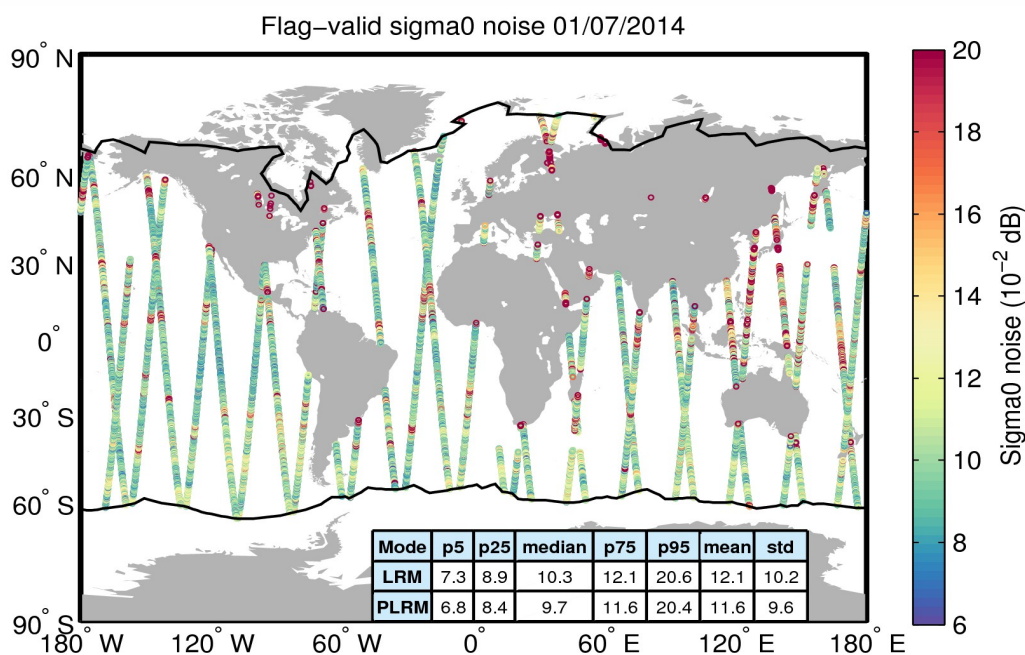 Flag−valid sigma0 noise 01/07/2014
90° N
60° N
30° N
0°
30° S
60° S
90° S
180° W
120° W
60° W
0°
60° E
120° E
180° E
20
18
16
14
12
10
8
6
Sigma0 noise (10⁻² dB)
Mode p5 p25 median p75 p95 mean std
LRM 7.3 8.9 10.3 12.1 20.6 12.1 10.2
PLRM 6.8 8.4 9.7 11.6 20.4 11.6 9.6